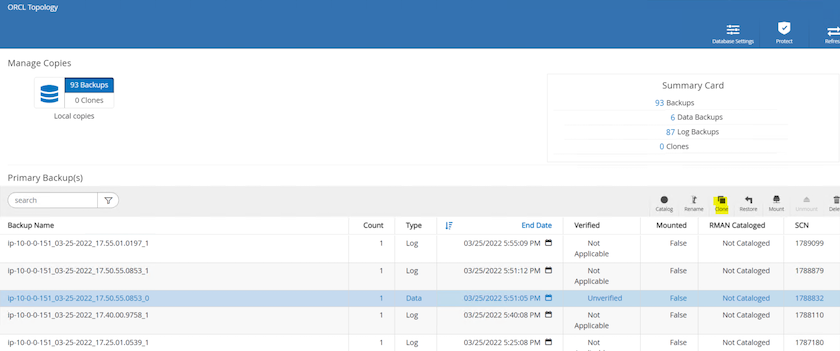 ORCL Topology
Database Settings Protect
Manage Copies
93 Backups
0 Clones
Local copies
Summary Card
93 Backups
6 Data Backups
87 Log Backups
0 Clones
Primary Backup(s)
search
Catalog Rename Clone Restore Mount Unmount
Backup Name Count Type End Date Verified Mounted RMAN Cataloged SCN
ip-10-0-0-151_03-25-2022_17.55.01.0197_1 1 Log 03/25/2022 5:55:09 PM Not Applicable False Not Cataloged 1789099
ip-10-0-0-151_03-25-2022_17.50.55.0853_1 1 Log 03/25/2022 5:51:12 PM Not Applicable False Not Cataloged 1788879
ip-10-0-0-151_03-25-2022_17.50.55.0853_0 1 Data 03/25/2022 5:51:05 PM Unverified False Not Cataloged 1788832
ip-10-0-0-151_03-25-2022_17.40.00.9758_1 1 Log 03/25/2022 5:40:08 PM Not Applicable False Not Cataloged 1788110
ip-10-0-0-151_03-25-2022_17.25.01.0539_1 1 Log 03/25/2022 5:25:08 PM Not Applicable False Not Cataloged 1787180